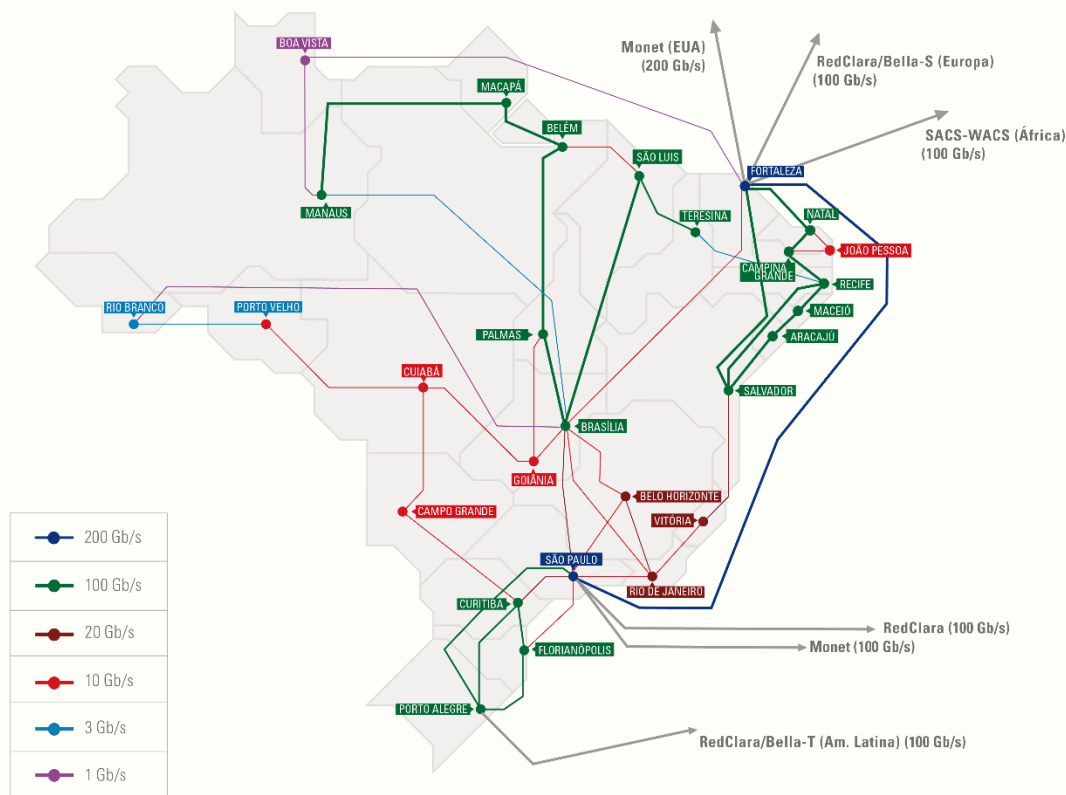 Monet (EUA)
(200 Gb/s)
RedClara/Bella-S (Europa)
(100 Gb/s)
SACS-WACS (África)
(100 Gb/s)
BOA VISTA
MACAPÁ
BELÉM
SÃO LUIS
FORTALEZA
MANAUS
TERESINA
NATAL
JOÃO PESSOA
CAMPINA
GRANDE
RECIFE
RIO BRANCO
PORTO VELHO
MACEIÓ
PALMAS
ARACAJÚ
CUIABÁ
SALVADOR
BRASÍLIA
GOIÂNIA
BELO HORIZONTE
CAMPO GRANDE
VITÓRIA
SÃO PAULO
RIO DE JANEIRO
CURITIBA
RedClara (100 Gb/s)
Monet (100 Gb/s)
FLORIANÓPOLIS
PORTO ALEGRE
RedClara/Bella-T (Am. Latina) (100 Gb/s)
200 Gb/s
100 Gb/s
20 Gb/s
10 Gb/s
3 Gb/s
1 Gb/s